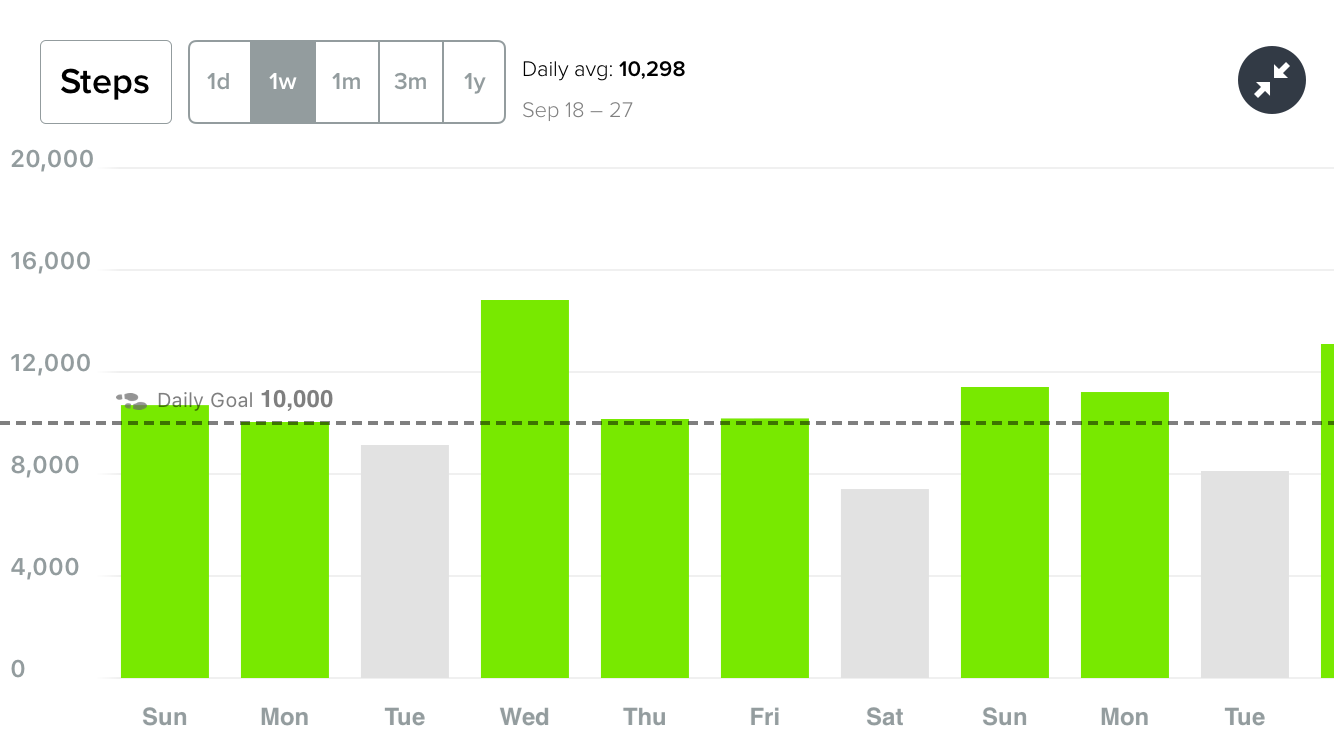 Steps
1d 1w 1m 3m 1y
Daily avg: 10,298
Sep 18 – 27
20,000
16,000
12,000
Daily Goal 10,000
8,000
4,000
0
Sun Mon Tue Wed Thu Fri Sat Sun Mon Tue